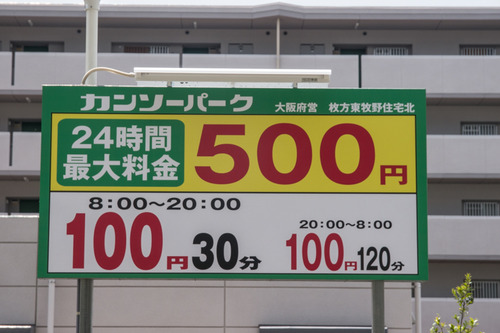 カンソーパーク 大阪府営 枚方東牧野住宅北
24時間
最大料金 500円
8:00～20:00
100円30分
20:00～8:00
100円120分